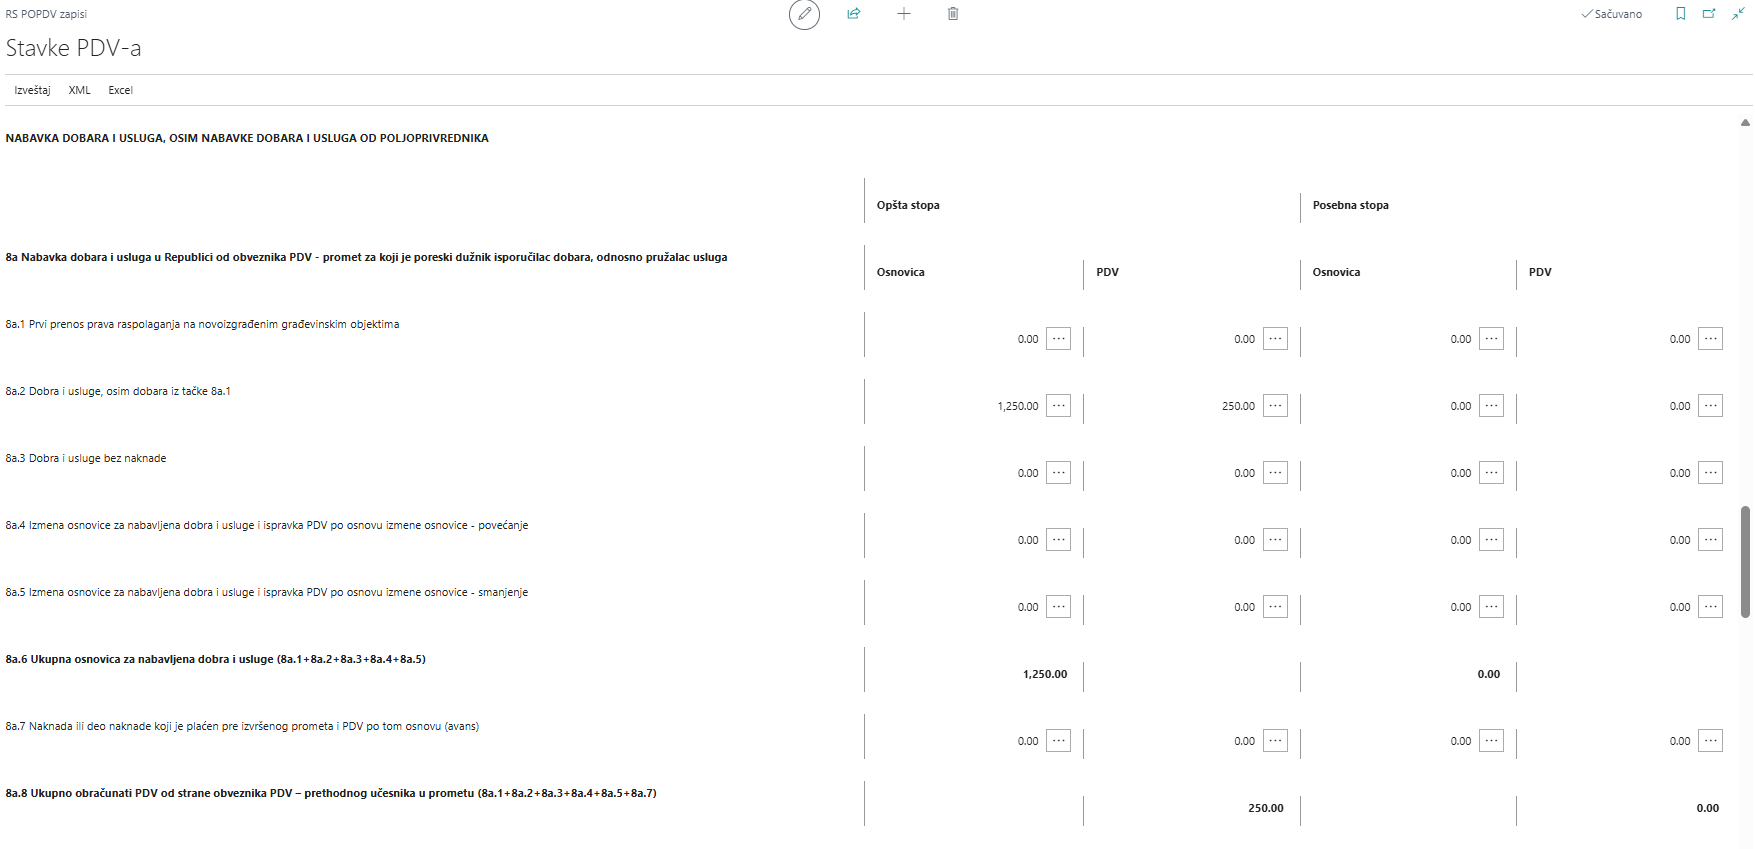 RS POPDV zapisi
Sačuvano
Stavke PDV-a
Izveštaj XML Excel
NABAVKA DOBARA I USLUGA, OSIM NABAVKE DOBARA I USLUGA OD POLJOPRIVREDNIKA
Opšta stopa Posebna stopa
8a Nabavka dobara i usluga u Republici od obveznika PDV - promet za koji je poreski dužnik isporučilac dobara, odnosno pružalac usluga
Osnovica PDV Osnovica PDV
8a.1 Prvi prenos prava raspolaganja na novoizgrađenim građevinskim objektima
0.00 0.00 0.00 0.00
8a.2 Dobra i usluge, osim dobara iz tačke 8a.1
1,250.00 250.00 0.00 0.00
8a.3 Dobra i usluge bez naknade
0.00 0.00 0.00 0.00
8a.4 Izmena osnovice za nabavljena dobra i usluge i ispravka PDV po osnovu izmene osnovice - povećanje
0.00 0.00 0.00 0.00
8a.5 Izmena osnovice za nabavljena dobra i usluge i ispravka PDV po osnovu izmene osnovice - smanjenje
0.00 0.00 0.00 0.00
8a.6 Ukupna osnovica za nabavljena dobra i usluge (8a.1+8a.2+8a.3+8a.4+8a.5)
1,250.00 0.00
8a.7 Naknada ili deo naknade koji je plaćen pre izvršenog prometa i PDV po tom osnovu (avans)
0.00 0.00 0.00 0.00
8a.8 Ukupno obračunati PDV od strane obveznika PDV – prethodnog učesnika u prometu (8a.1+8a.2+8a.3+8a.4+8a.5+8a.7)
250.00 0.00